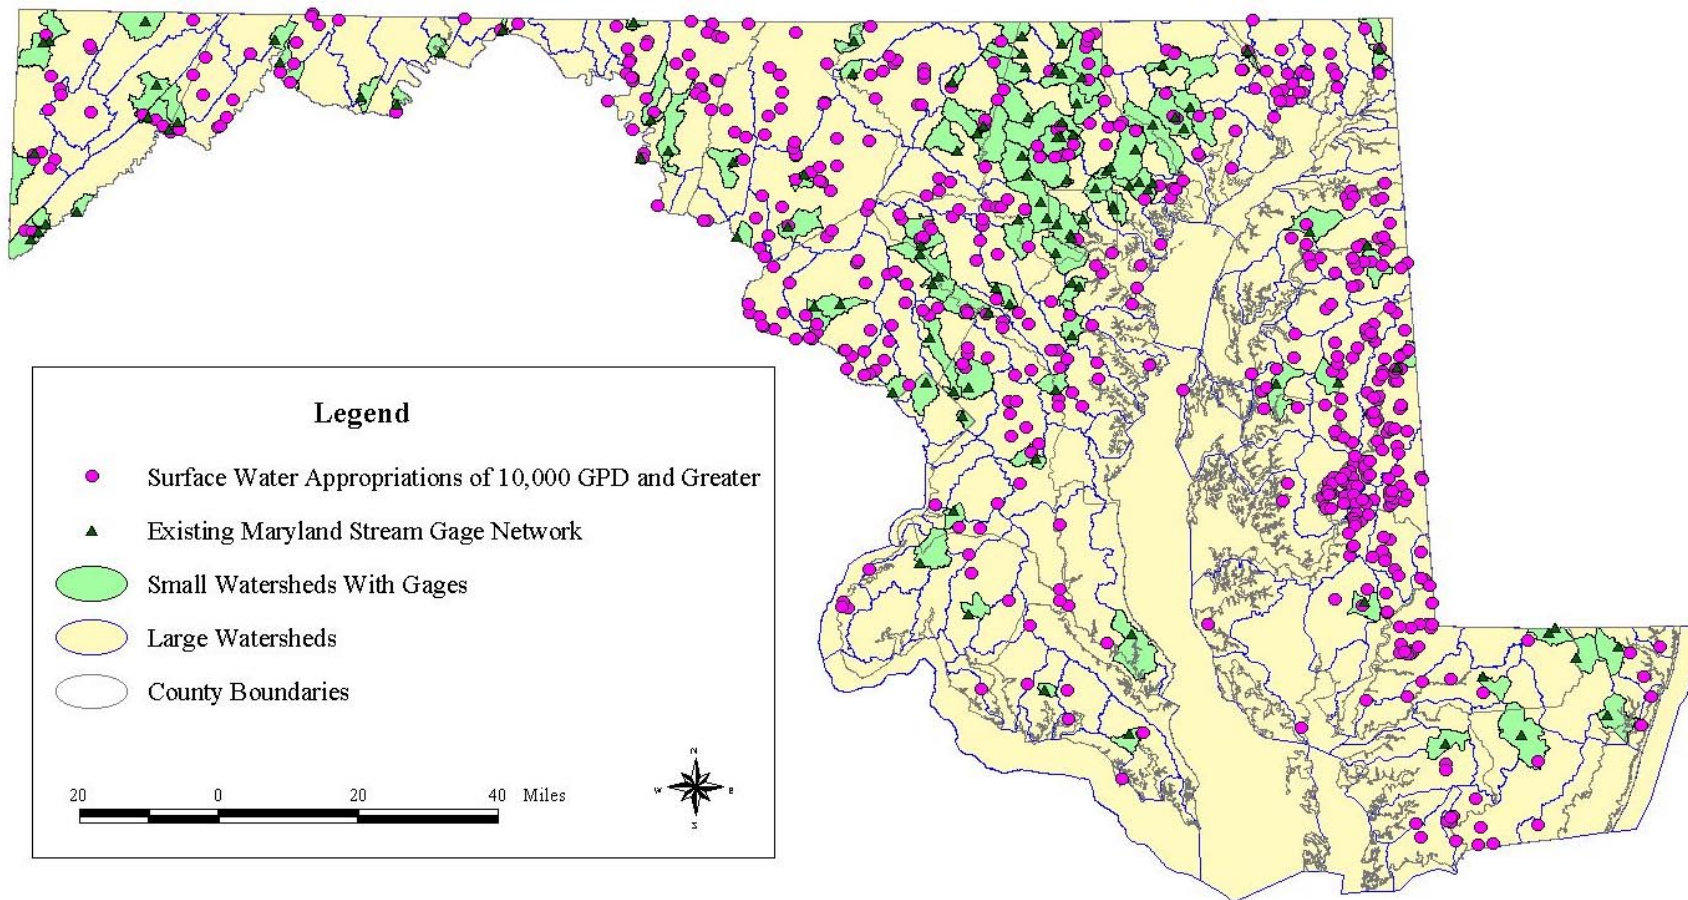 Legend
Surface Water Appropriations of 10,000 GPD and Greater
Existing Maryland Stream Gage Network
Small Watersheds With Gages
Large Watersheds
County Boundaries
N
W E
S
20 0 20 40 Miles